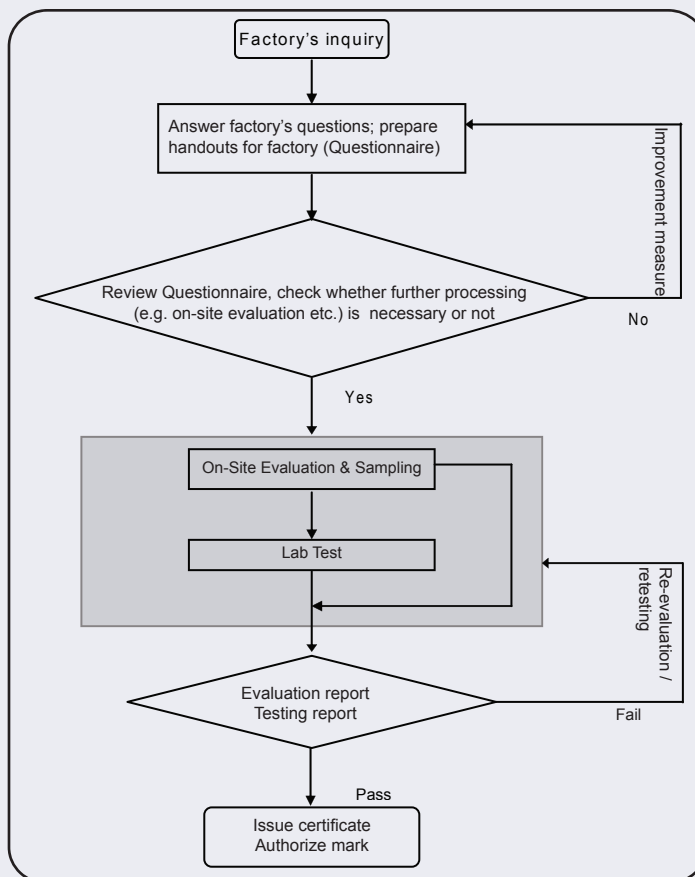 Factory's inquiry
Answer factory's questions; prepare
handouts for factory (Questionnaire)
Improvement measure
Review Questionnaire, check whether further processing
(e.g. on-site evaluation etc.) is  necessary or not
No
Yes
On-Site Evaluation & Sampling
Lab Test
Re-evaluation /
retesting
Evaluation report
Testing report
Fail
Pass
Issue certificate
Authorize mark